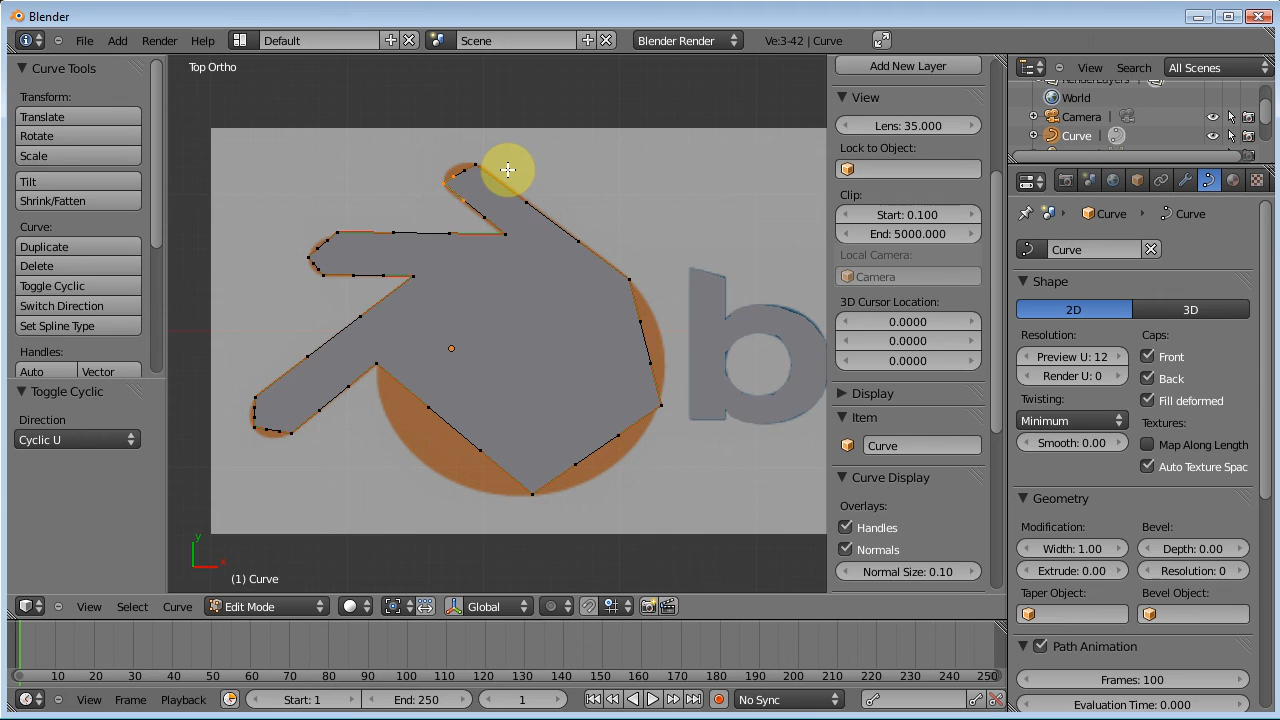 Blender
File Add Render Help Default Scene Blender Render Ve:3-42 | Curve
Curve Tools
Transform:
Translate
Rotate
Scale
Tilt
Shrink/Fatten
Curve:
Duplicate
Delete
Toggle Cyclic
Switch Direction
Set Spline Type
Handles:
Auto Vector
Toggle Cyclic
Direction
Cyclic U
Top Ortho
b
y
x
(1) Curve
Add New Layer
View
Lens: 35.000
Lock to Object:
Clip:
Start: 0.100
End: 5000.000
Local Camera:
Camera
3D Cursor Location:
0.0000
0.0000
0.0000
Display
Item
Curve
Curve Display
Overlays:
Handles
Normals
Normal Size: 0.10
View Search All Scenes
RenderLayers
World
Camera
Curve
Curve Curve
Curve
Shape
2D 3D
Resolution: Caps:
Preview U: 12 Front
Render U: 0 Back
Twisting: Fill deformed
Minimum Textures:
Smooth: 0.00 Map Along Length
Auto Texture Spac
Geometry
Modification: Bevel:
Width: 1.00 Depth: 0.00
Extrude: 0.00 Resolution: 0
Taper Object: Bevel Object:
Path Animation
Frames: 100
Evaluation Time: 0.000
View Select Curve Edit Mode Global
10 20 30 40 50 60 70 80 90 100 110 120 130 140 150 160 170 180 190 200 210 220 230 240 250
View Frame Playback Start: 1 End: 250 1 No Sync